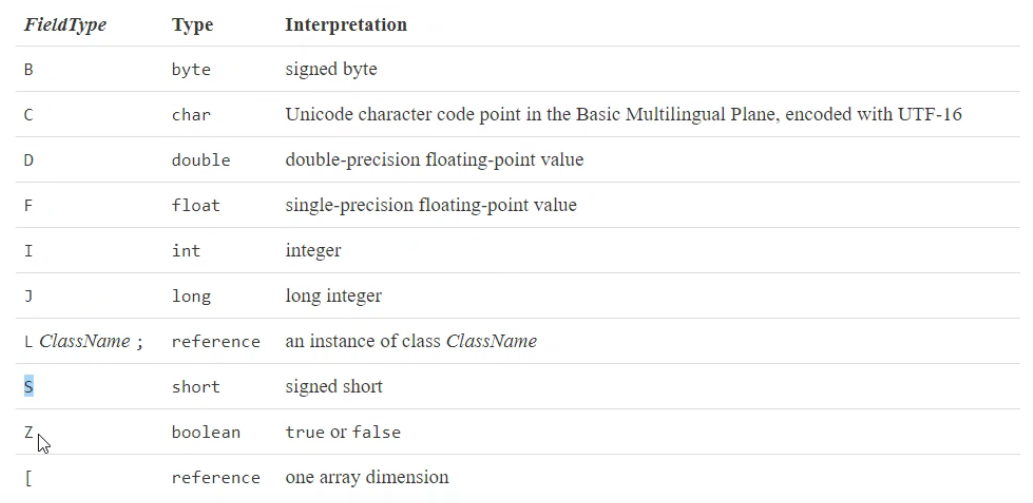 FieldType Type Interpretation
B byte signed byte
C char Unicode character code point in the Basic Multilingual Plane, encoded with UTF-16
D double double-precision floating-point value
F float single-precision floating-point value
I int integer
J long long integer
L ClassName ; reference an instance of class ClassName
S short signed short
Z boolean true or false
[ reference one array dimension